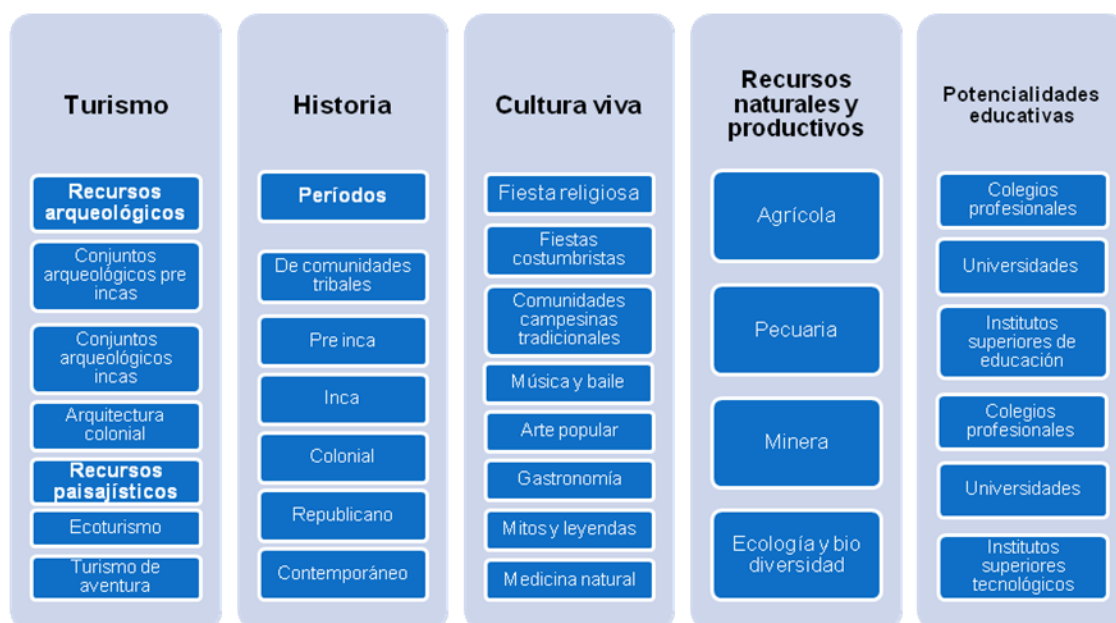 Turismo
Recursos
arqueológicos
Conjuntos
arqueológicos pre
incas
Conjuntos
arqueológicos
incas
Arquitectura
colonial
Recursos
paisajísticos
Ecoturismo
Turismo de
aventura
Historia
Períodos
De comunidades
tribales
Pre inca
Inca
Colonial
Republicano
Contemporáneo
Cultura viva
Fiesta religiosa
Fiestas
costumbristas
Comunidades
campesinas
tradicionales
Música y baile
Arte popular
Gastronomía
Mitos y leyendas
Medicina natural
Recursos
naturales y
productivos
Agrícola
Pecuaria
Minera
Ecología y bio
diversidad
Potencialidades
educativas
Colegios
profesionales
Universidades
Institutos
superiores de
educación
Colegios
profesionales
Universidades
Institutos
superiores
tecnológicos